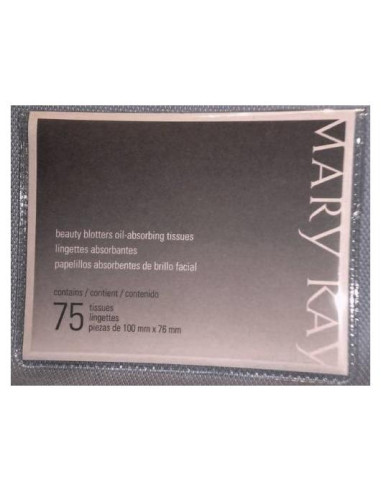 MARY KAY
beauty blotters oil-absorbing tissues
lingettes absorbantes
papelillos absorbentes de brillo facial
contains / contient / contenido
75 tissues
lingettes
piezas de 100 mm x 76 mm